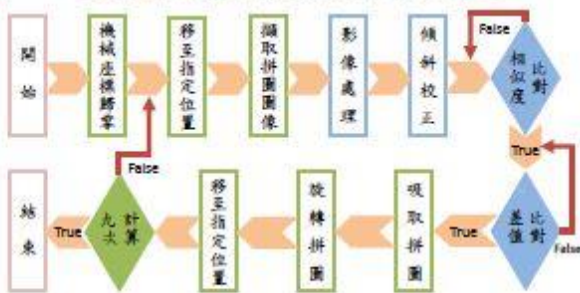 開始
機械座標歸零
移至指定位置
擷取拼圖圖像
影像處理
傾斜校正
False
比對
相似度
True
False
結束
True
計算
九次
False
移至指定位置
旋轉拼圖
吸取拼圖
True
比對
差值
False